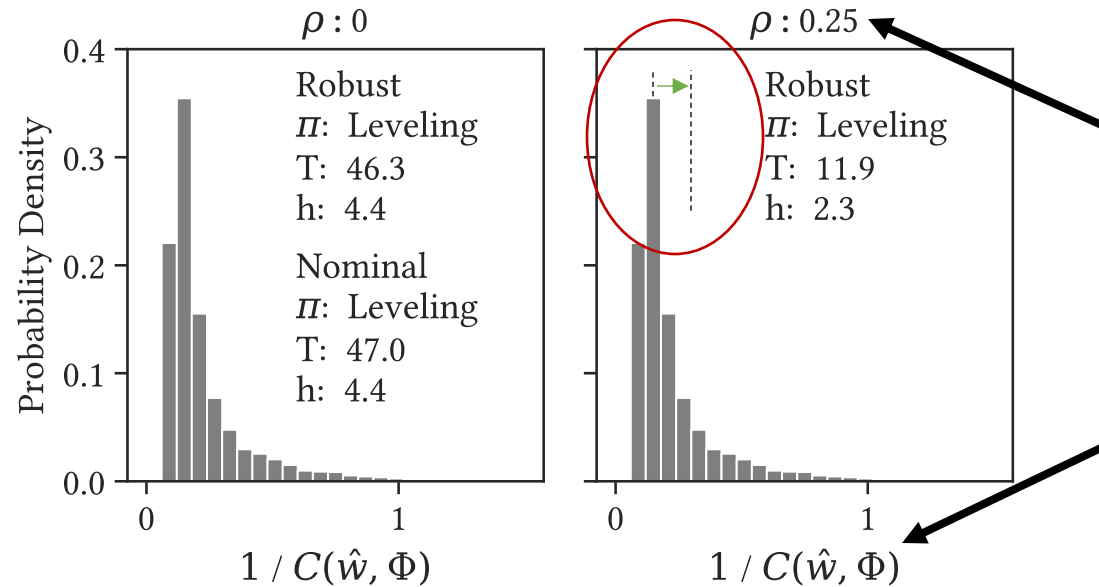 ρ : 0
0.4
0.3
0.2
0.1
0.0
Probability Density
Robust
π: Leveling
T: 46.3
h: 4.4
Nominal
π: Leveling
T: 47.0
h: 4.4
0
1
1 / C(ŵ, Φ)
ρ : 0.25
Robust
π: Leveling
T: 11.9
h: 2.3
0
1
1 / C(ŵ, Φ)